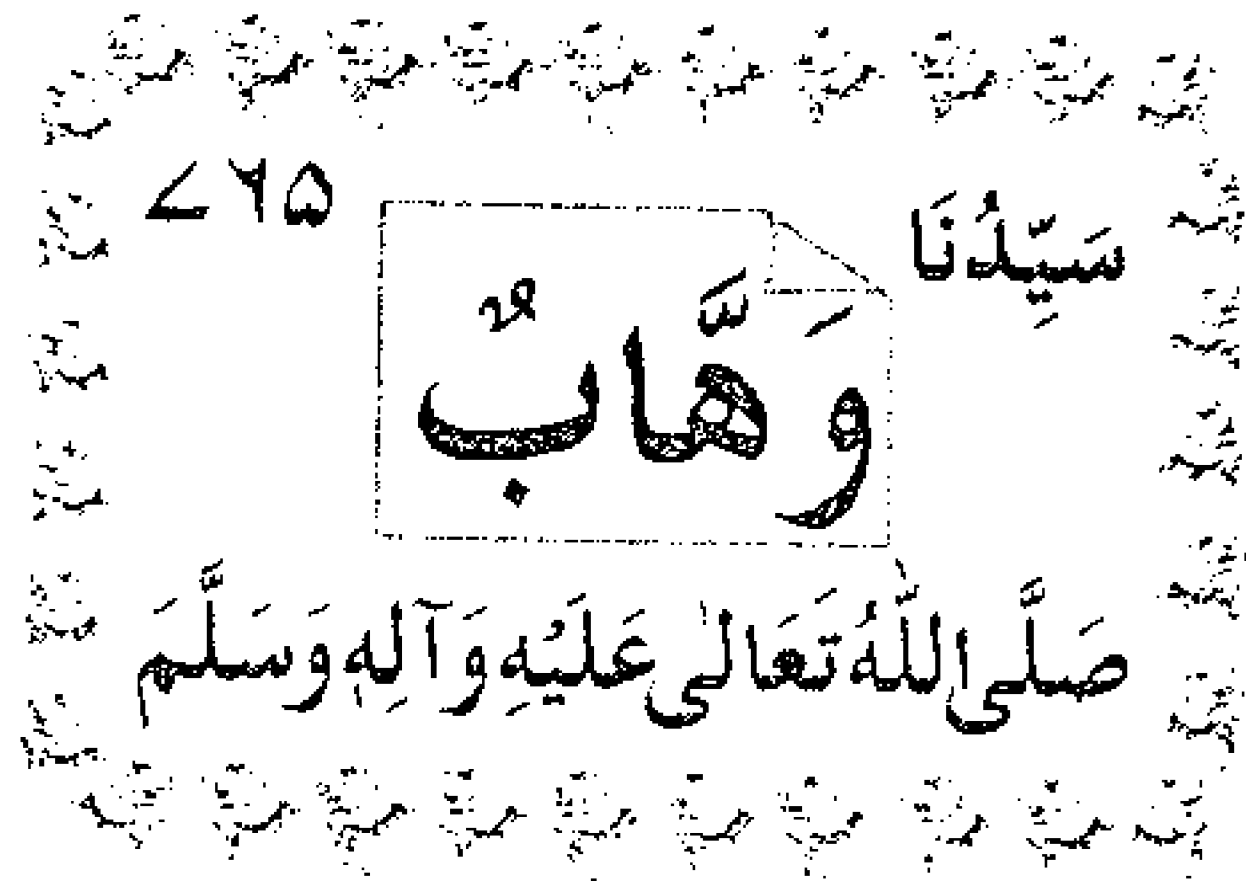 سَيِّدُنَا ۷۶۵
وَهَّابٌ
صَلَّى اللّٰهُ تَعَالٰى عَلَيْهِ وَآلِهٖ وَسَلَّمَ